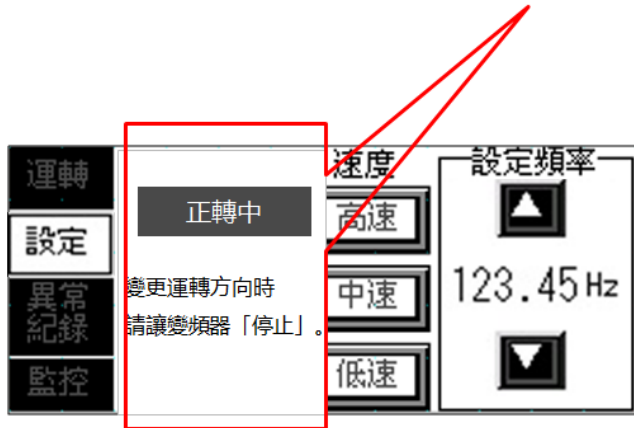 運轉
設定
異常
紀錄
監控
正轉中
變更運轉方向時
請讓變頻器「停止」。
速度
高速
中速
低速
設定頻率
123.45Hz